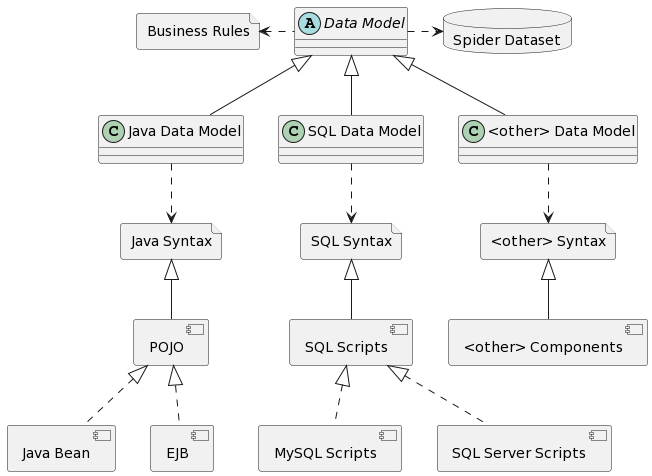 Business Rules
A Data Model
Spider Dataset
C Java Data Model
C SQL Data Model
C <other> Data Model
Java Syntax
SQL Syntax
<other> Syntax
POJO
SQL Scripts
<other> Components
Java Bean
EJB
MySQL Scripts
SQL Server Scripts